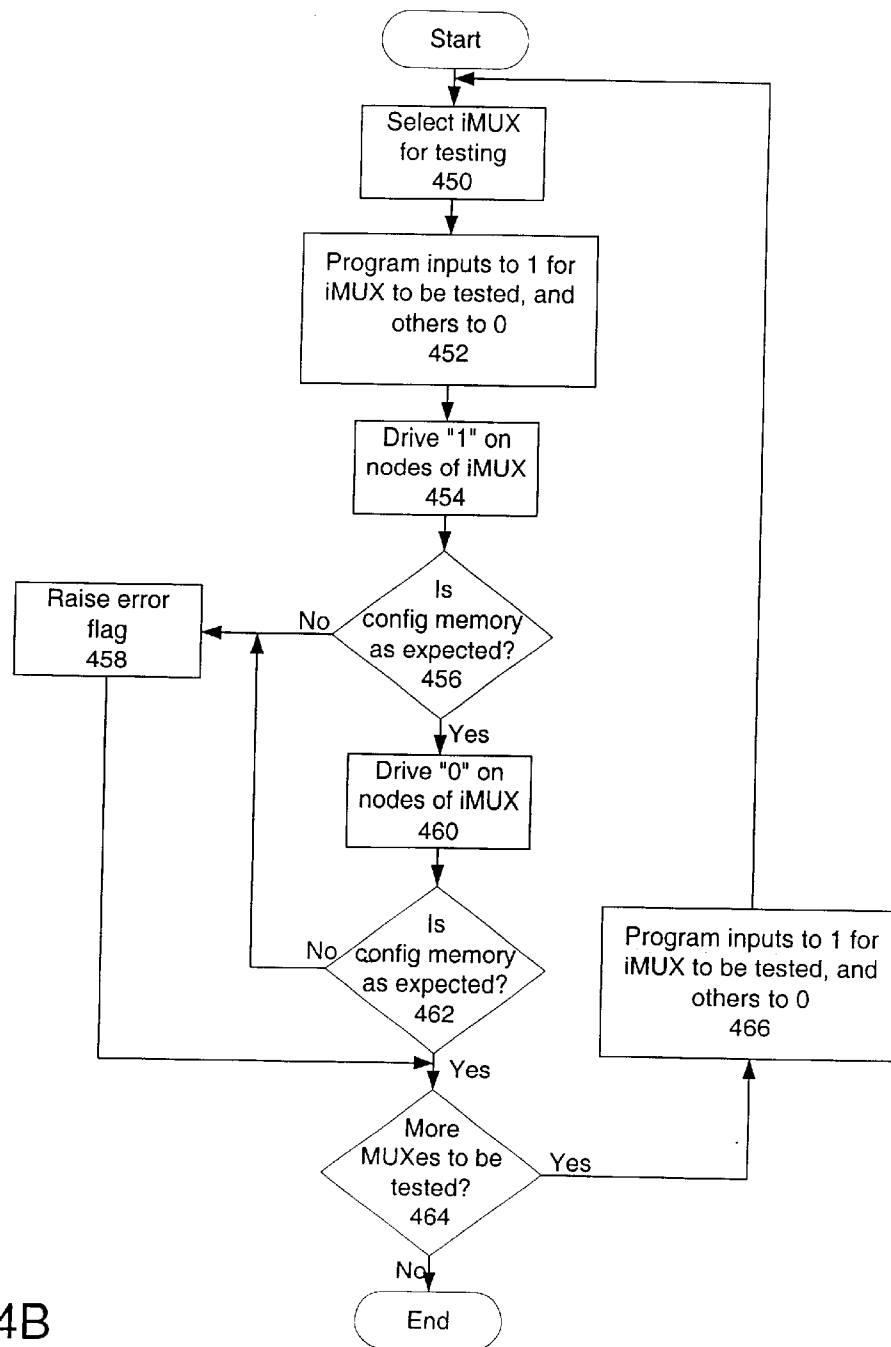 Start
Select iMUX
for testing
450
Program inputs to 1 for
iMUX to be tested, and
others to 0
452
Drive "1" on
nodes of iMUX
454
Is
config memory
as expected?
456
No
Raise error
flag
458
Yes
Drive "0" on
nodes of iMUX
460
Is
config memory
as expected?
462
No
Yes
Program inputs to 1 for
iMUX to be tested, and
others to 0
466
More
MUXes to be
tested?
464
Yes
No
End
4B